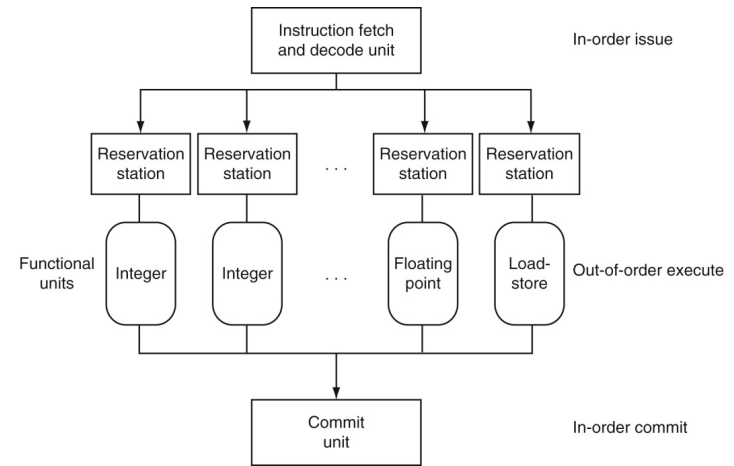 Instruction fetch
and decode unit
In-order issue
Reservation
station
Reservation
station
. . .
Reservation
station
Reservation
station
Functional
units
Integer
Integer
. . .
Floating
point
Load-
store
Out-of-order execute
Commit
unit
In-order commit